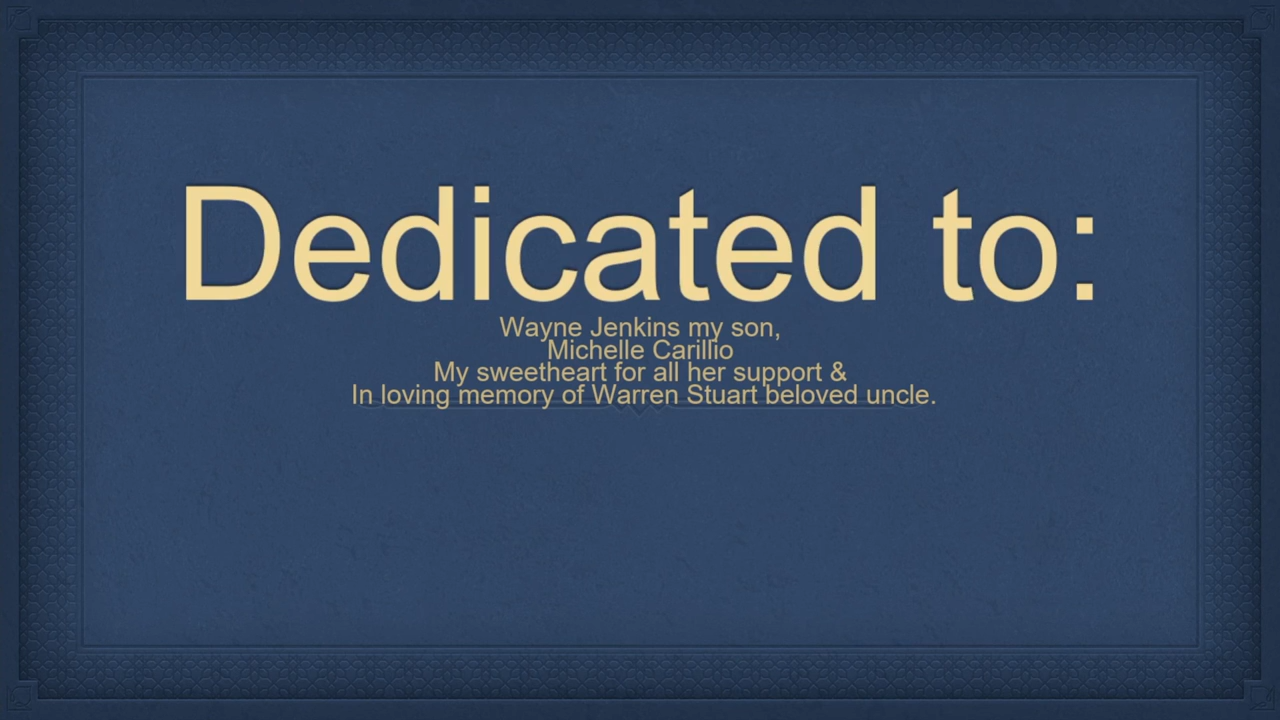 Dedicated to:
Wayne Jenkins my son,
Michelle Carillio
My sweetheart for all her support &
In loving memory of Warren Stuart beloved uncle.